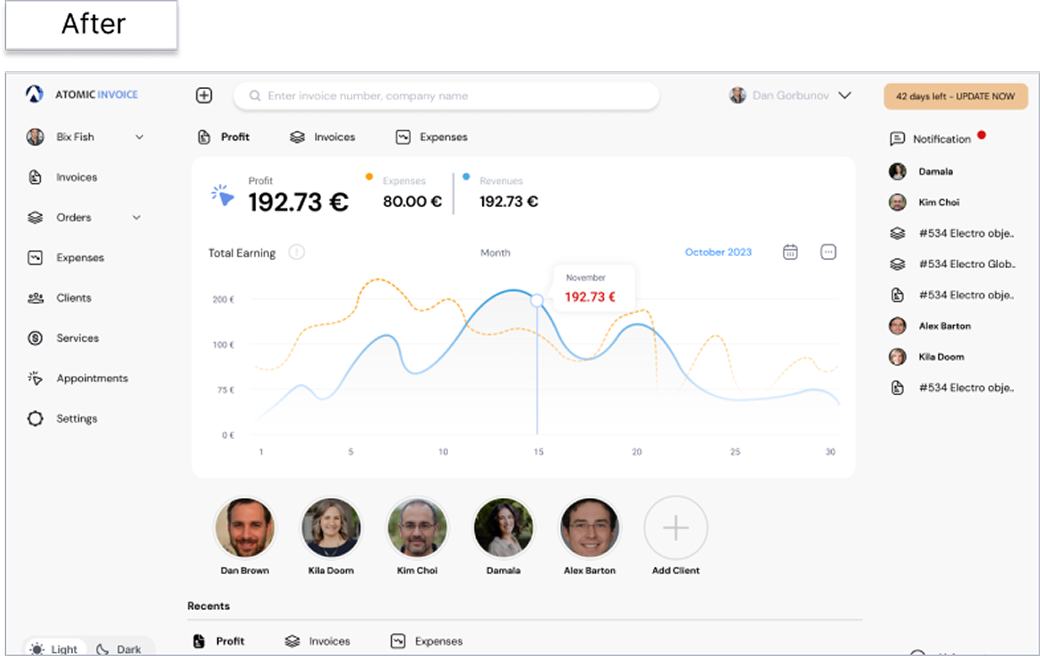 After
ATOMIC INVOICE
Enter invoice number, company name
Dan Gorbunov
42 days left - UPDATE NOW
Bix Fish
Invoices
Orders
Expenses
Clients
Services
Appointments
Settings
Light Dark
Profit Invoices Expenses
Profit
192.73 €
Expenses
80.00 €
Revenues
192.73 €
Total Earning
Month
October 2023
November
192.73 €
200 €
100 €
75 €
0 €
1 5 10 15 20 25 30
Dan Brown Kila Doom Kim Choi Damala Alex Barton Add Client
Recents
Profit Invoices Expenses
Notification
Damala
Kim Choi
#534 Electro obje..
#534 Electro Glob..
#534 Electro obje..
Alex Barton
Kila Doom
#534 Electro obje..